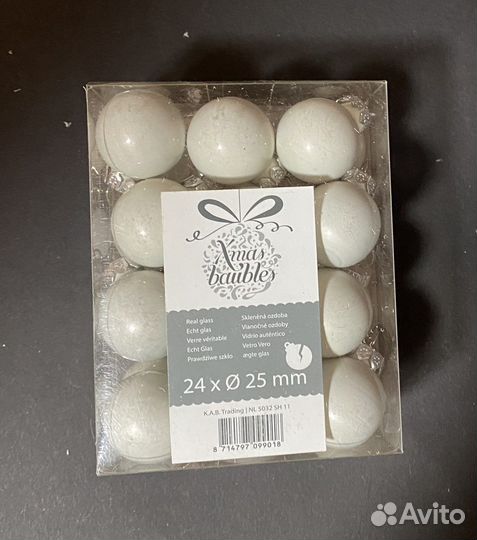 Xmas
baubles
Real glass
Echt glas
Verre véritable
Echt Glas
Prawdziwe szkło
Skleněná ozdoba
Vianočné ozdoby
Vidrio auténtico
Vetro Vero
ægte glas
24 x Ø 25 mm
K.A.B. Trading | NL 5032 SH 11
8 714797 099018
Avito